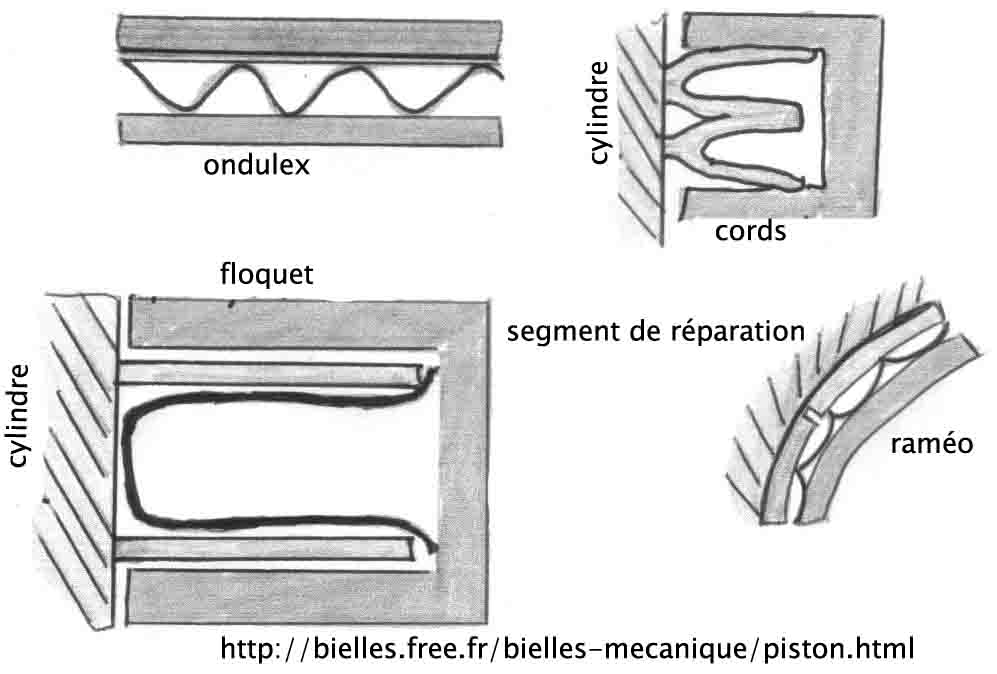 ondulex
cylindre
cords
floquet
segment de réparation
cylindre
raméo
http://bielles.free.fr/bielles-mecanique/piston.html